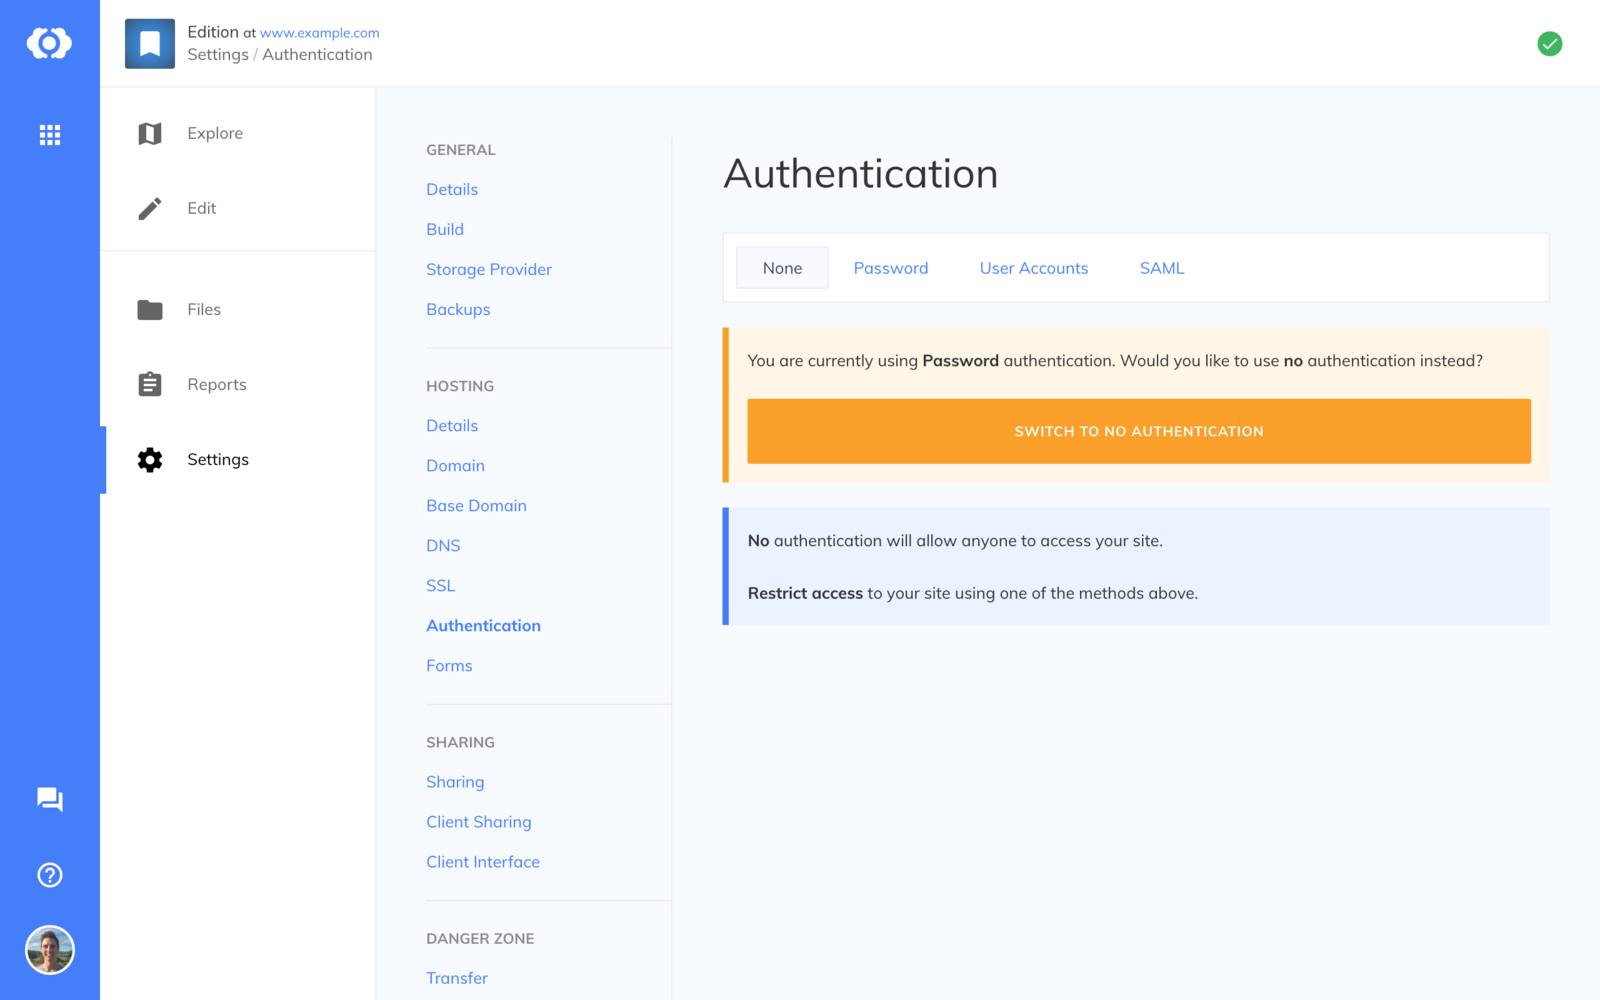 Edition at www.example.com
Settings / Authentication
Explore
Edit
Files
Reports
Settings
GENERAL
Details
Build
Storage Provider
Backups
HOSTING
Details
Domain
Base Domain
DNS
SSL
Authentication
Forms
SHARING
Sharing
Client Sharing
Client Interface
DANGER ZONE
Transfer
Authentication
None Password User Accounts SAML
You are currently using Password authentication. Would you like to use no authentication instead?
SWITCH TO NO AUTHENTICATION
No authentication will allow anyone to access your site.
Restrict access to your site using one of the methods above.